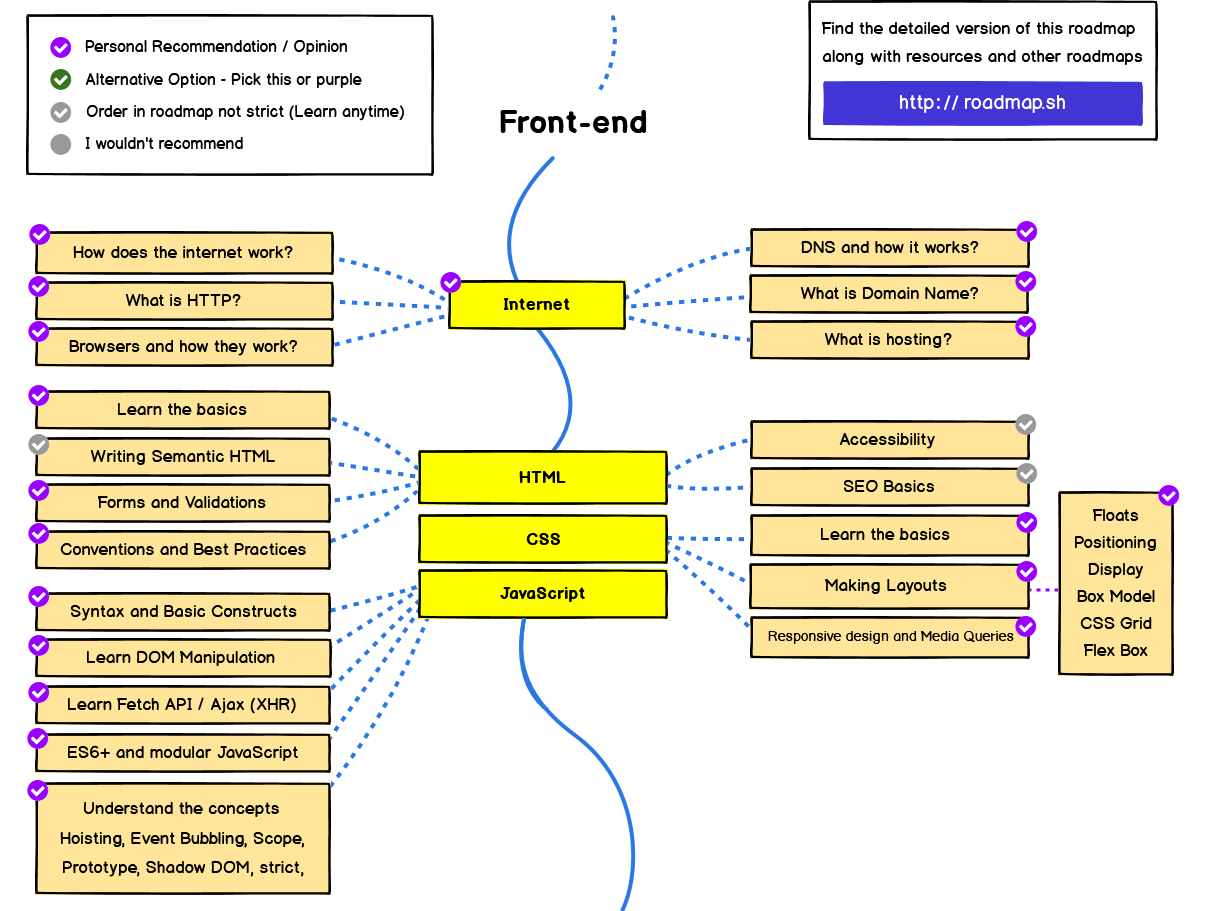 Personal Recommendation / Opinion
Alternative Option - Pick this or purple
Order in roadmap not strict (Learn anytime)
I wouldn't recommend
Find the detailed version of this roadmap
along with resources and other roadmaps
http:// roadmap.sh
Front-end
How does the internet work?
What is HTTP?
Browsers and how they work?
Internet
DNS and how it works?
What is Domain Name?
What is hosting?
Learn the basics
Writing Semantic HTML
Forms and Validations
Conventions and Best Practices
HTML
Accessibility
SEO Basics
CSS
Learn the basics
Making Layouts
Responsive design and Media Queries
Floats
Positioning
Display
Box Model
CSS Grid
Flex Box
JavaScript
Syntax and Basic Constructs
Learn DOM Manipulation
Learn Fetch API / Ajax (XHR)
ES6+ and modular JavaScript
Understand the concepts
Hoisting, Event Bubbling, Scope,
Prototype, Shadow DOM, strict,